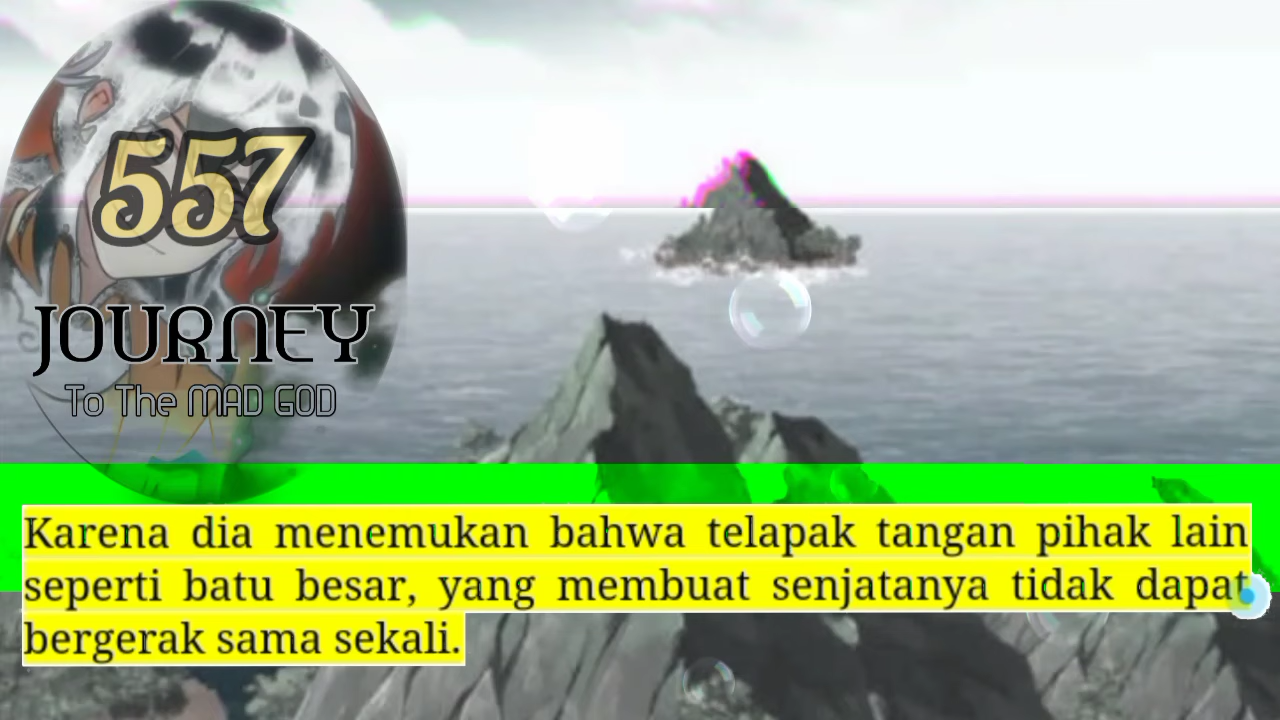 557
JOURNEY
To The MAD GOD
Karena dia menemukan bahwa telapak tangan pihak lain
seperti batu besar, yang membuat senjatanya tidak dapat
bergerak sama sekali.